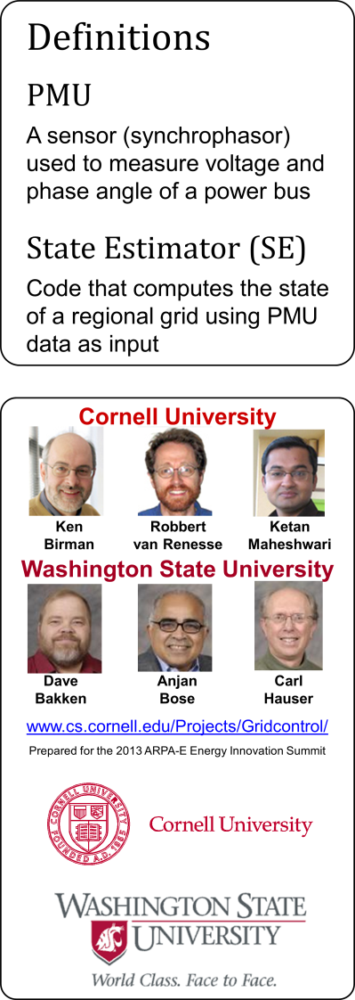 Definitions
PMU
A sensor (synchrophasor)
used to measure voltage and
phase angle of a power bus
State Estimator (SE)
Code that computes the state
of a regional grid using PMU
data as input
Cornell University
Ken
Birman
Robbert
van Renesse
Ketan
Maheshwari
Washington State University
Dave
Bakken
Anjan
Bose
Carl
Hauser
www.cs.cornell.edu/Projects/Gridcontrol/
Prepared for the 2013 ARPA-E Energy Innovation Summit
CORNELL UNIVERSITY
FOUNDED A.D. 1865
Cornell University
WASHINGTON STATE
UNIVERSITY
World Class. Face to Face.